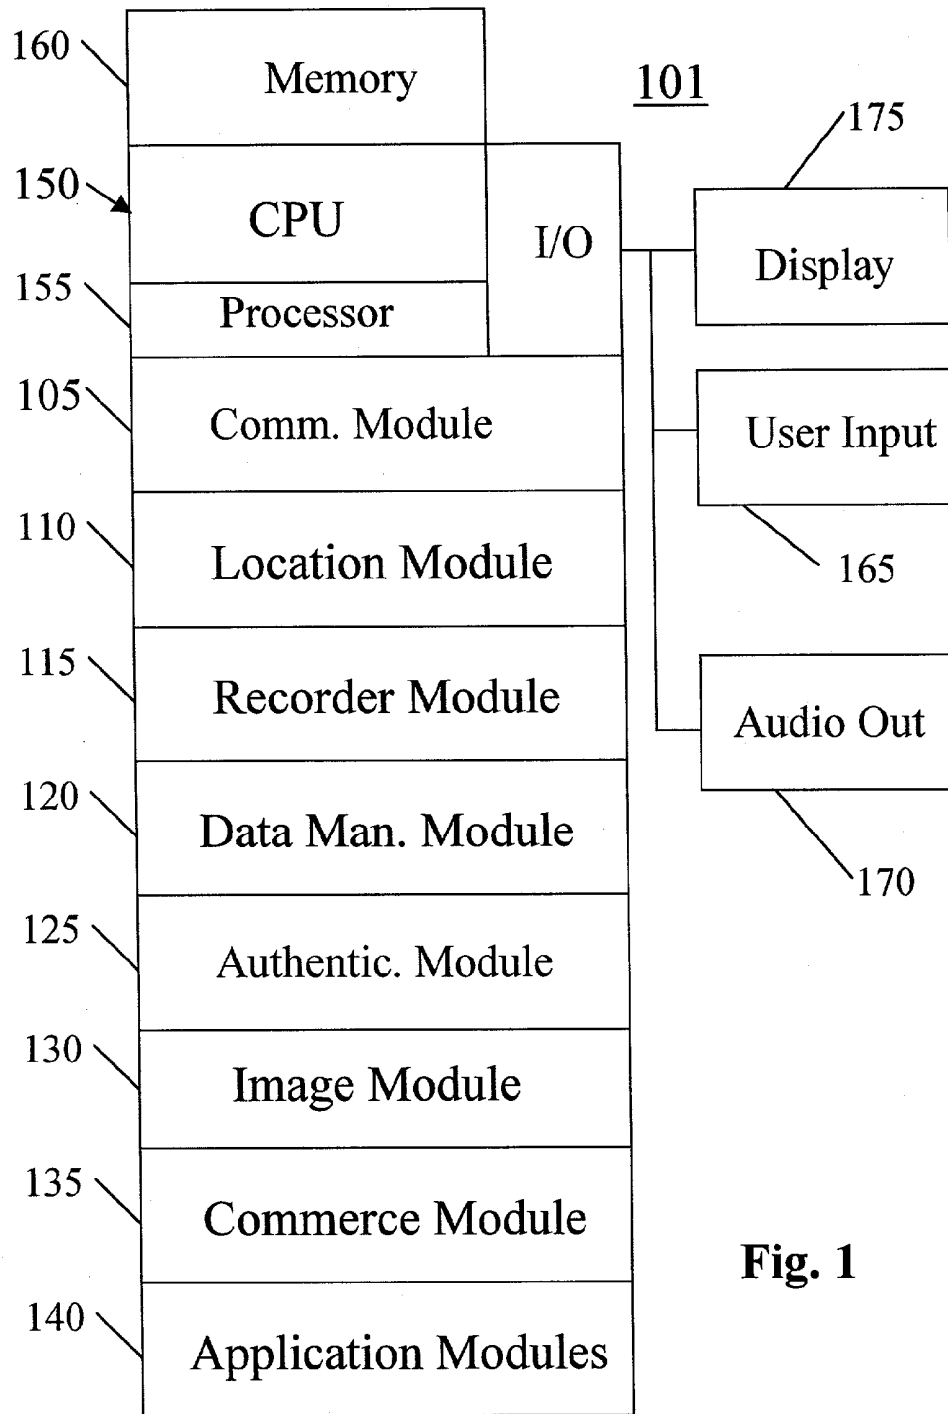 160
Memory
101
175
150
CPU
I/O
Display
155
Processor
105
Comm. Module
User Input
110
Location Module
165
115
Recorder Module
Audio Out
120
Data Man. Module
170
125
Authentic. Module
130
Image Module
135
Commerce Module
Fig. 1
140
Application Modules